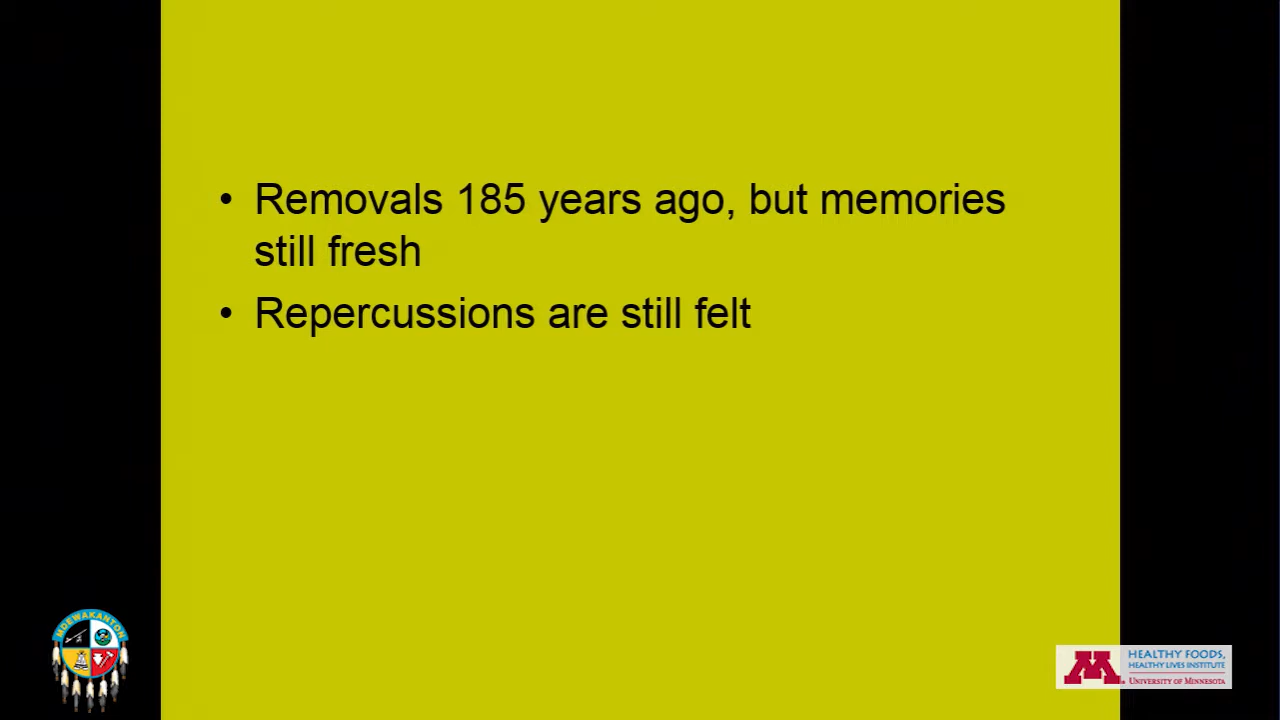 • Removals 185 years ago, but memories
still fresh
• Repercussions are still felt
MDEWAKANTON
M
HEALTHY FOODS,
HEALTHY LIVES INSTITUTE
UNIVERSITY OF MINNESOTA